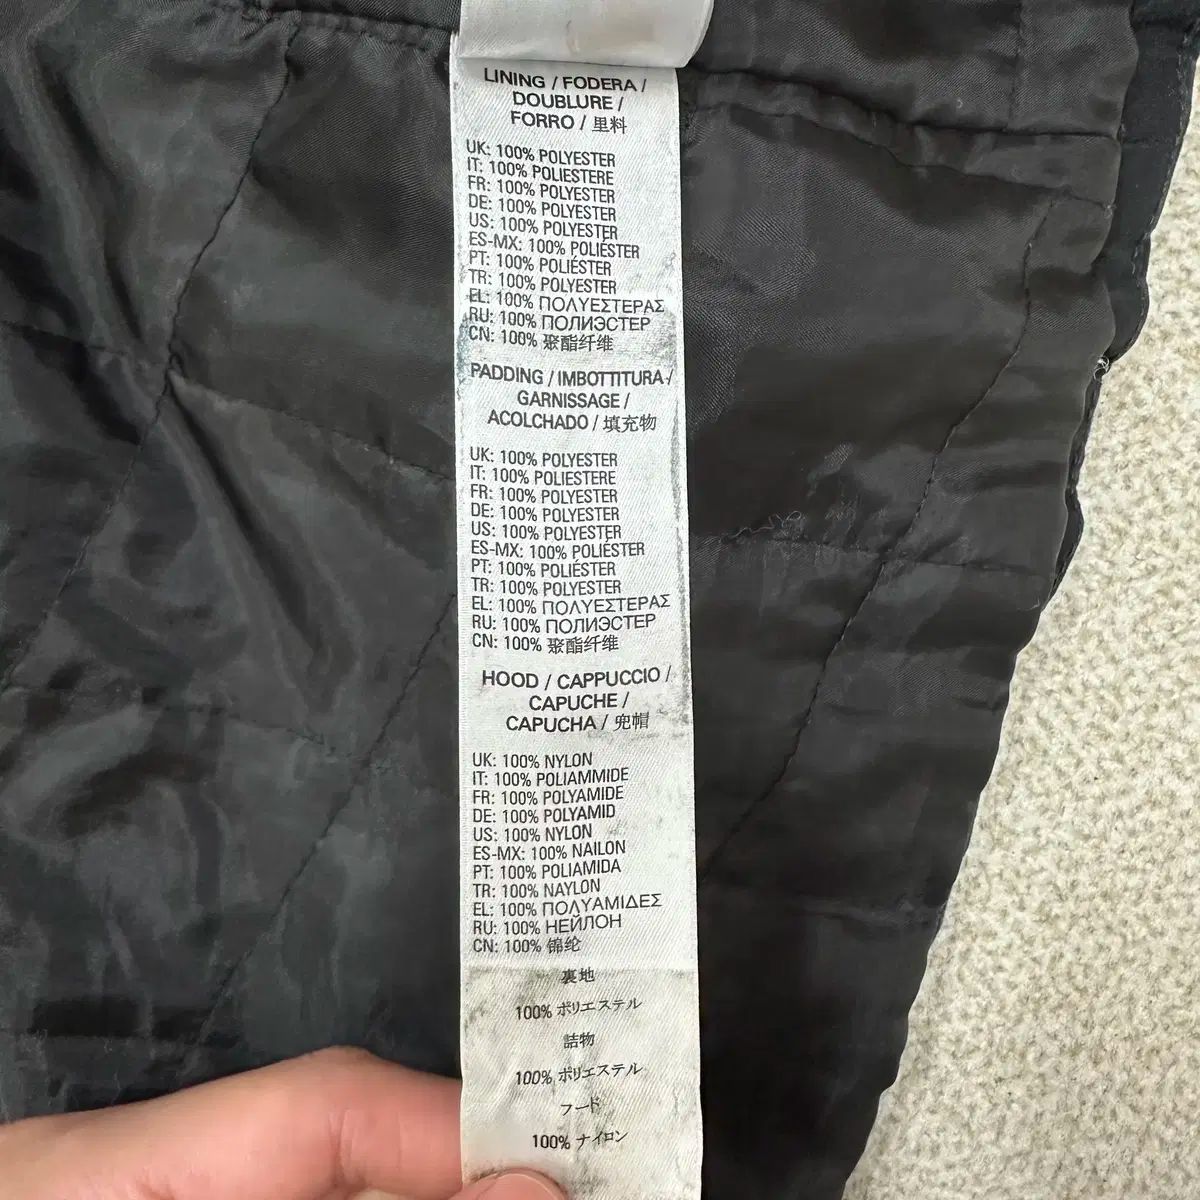 LINING / FODERA /
DOUBLURE /
FORRO / 里料
UK: 100% POLYESTER
IT: 100% POLIESTERE
FR: 100% POLYESTER
DE: 100% POLYESTER
US: 100% POLYESTER
ES-MX: 100% POLIÉSTER
PT: 100% POLIÉSTER
TR: 100% POLYESTER
EL: 100% ΠΟΛΥΕΣΤΕΡΑΣ
RU: 100% ПОЛИЭСТЕР
CN: 100% 聚酯纤维
PADDING / IMBOTTITURA /
GARNISSAGE /
ACOLCHADO / 填充物
UK: 100% POLYESTER
IT: 100% POLIESTERE
FR: 100% POLYESTER
DE: 100% POLYESTER
US: 100% POLYESTER
ES-MX: 100% POLIÉSTER
PT: 100% POLIÉSTER
TR: 100% POLYESTER
EL: 100% ΠΟΛΥΕΣΤΕΡΑΣ
RU: 100% ПОЛИЭСТЕР
CN: 100% 聚酯纤维
HOOD / CAPPUCCIO /
CAPUCHE /
CAPUCHA / 兜帽
UK: 100% NYLON
IT: 100% POLIAMMIDE
FR: 100% POLYAMIDE
DE: 100% POLYAMID
US: 100% NYLON
ES-MX: 100% NAILON
PT: 100% POLIAMIDA
TR: 100% NAYLON
EL: 100% ΠΟΛΥΑΜΙΔΕΣ
RU: 100% НЕЙЛОН
CN: 100% 锦纶
裏地
100% ポリエステル
詰物
100% ポリエステル
フード
100% ナイロン